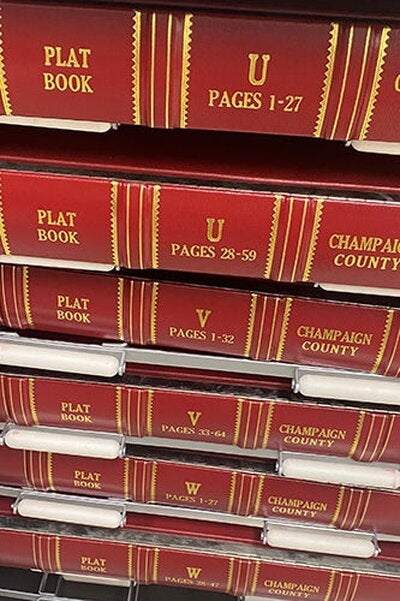 PLAT
BOOK
U
PAGES 1-27
PLAT
BOOK
U
PAGES 28-59
CHAMPAIGN
COUNTY
PLAT
BOOK
V
PAGES 1-32
CHAMPAIGN
COUNTY
PLAT
BOOK
V
PAGES 33-64
CHAMPAIGN
COUNTY
PLAT
BOOK
W
PAGES 1-27
CHAMPAIGN
COUNTY
PLAT
BOOK
W
PAGES 28-47
CHAMPAIGN
COUNTY